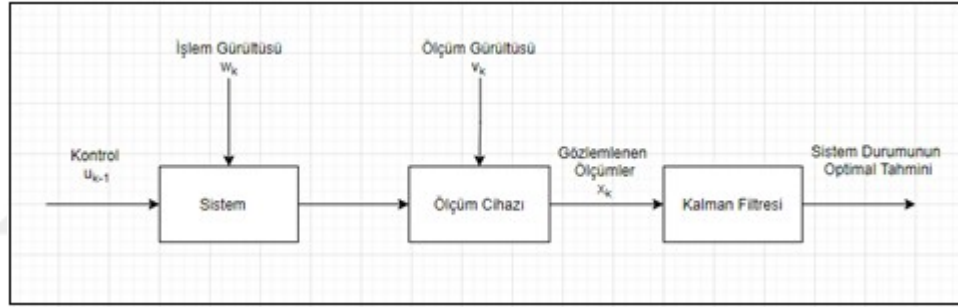 İşlem Gürültüsü
wk
Ölçüm Gürültüsü
vk
Kontrol
uk-1
Sistem
Ölçüm Cihazı
Gözlemlenen
Ölçümler
xk
Kalman Filtresi
Sistem Durumunun
Optimal Tahmini